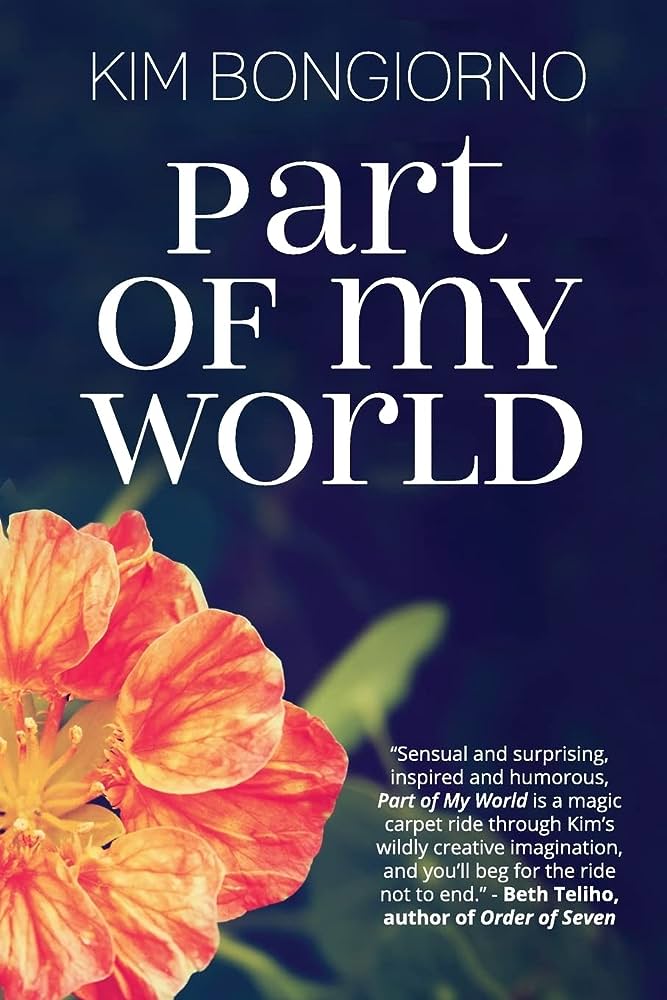 KIM BONGIORNO
Part
OF MY
WORLD
“Sensual and surprising,
inspired and humorous,
Part of My World is a magic
carpet ride through Kim’s
wildly creative imagination,
and you’ll beg for the ride
not to end.” - Beth Teliho,
author of Order of Seven